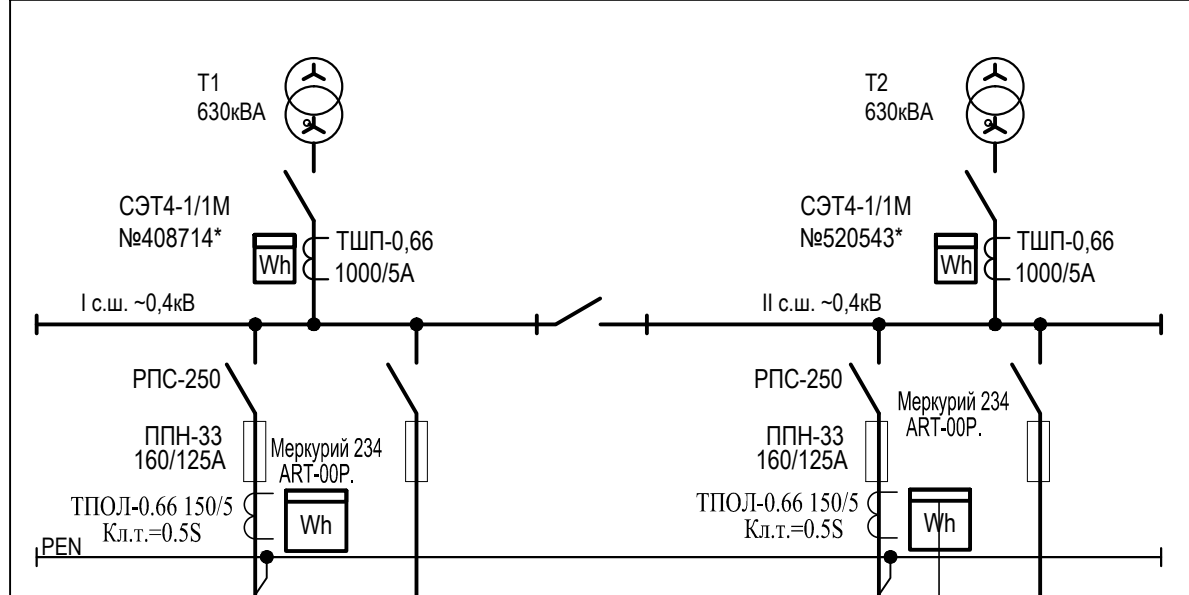 Т1
630кВА
Т2
630кВА
СЭТ4-1/1М
№408714*
Wh
ТШП-0,66
1000/5А
СЭТ4-1/1М
№520543*
Wh
ТШП-0,66
1000/5А
I с.ш. ~0,4кВ
II с.ш. ~0,4кВ
РПС-250
ППН-33
160/125А
Меркурий 234
ART-00P.
ТПОЛ-0.66 150/5
Кл.т.=0.5S
Wh
РПС-250
Меркурий 234
ART-00P.
ППН-33
160/125А
ТПОЛ-0.66 150/5
Кл.т.=0.5S
Wh
PEN